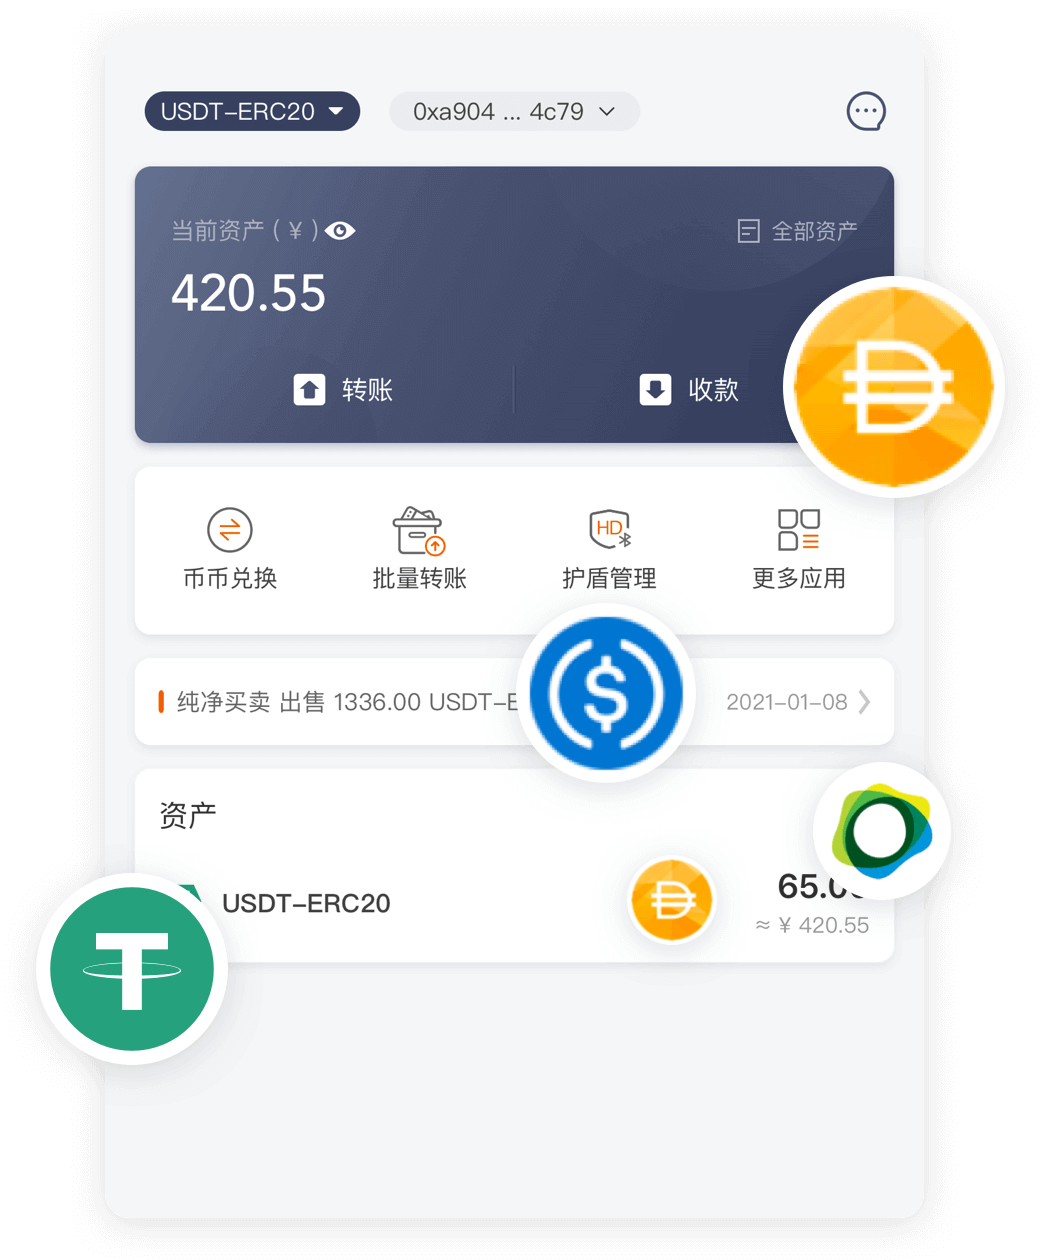 USDT-ERC20
0xa904 ... 4c79
当前资产 ( ¥ )
全部资产
420.55
转账
收款
币币兑换
批量转账
HD
护盾管理
更多应用
纯净买卖 出售 1336.00 USDT-E
2021-01-08
资产
USDT-ERC20
65.0
≈ ¥ 420.55